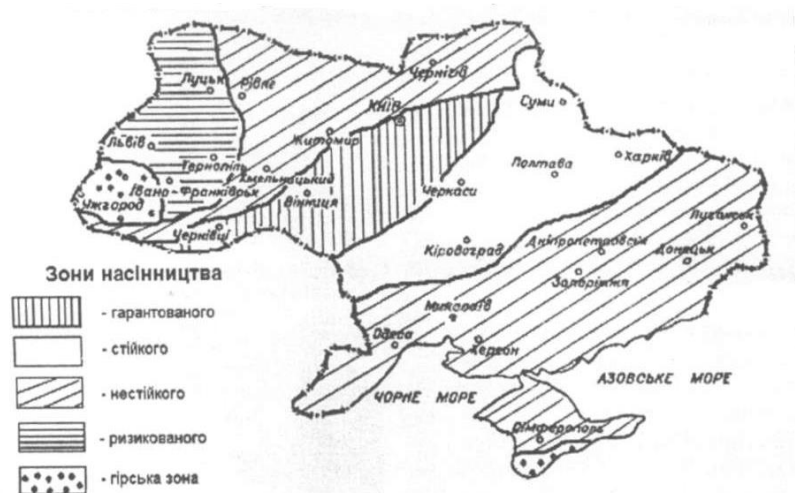 Чернігів
Суми
Луцьк
Рівне
Київ
Житомир
Харків
Львів
Полтава
Тернопіль
Хмельницький
Івано-Франківськ
Вінниця
Черкаси
Ужгород
Луганськ
Чернівці
Кіровоград
Дніпропетровськ
Донецьк
Запоріжжя
Миколаїв
Одеса
Херсон
АЗОВСЬКЕ МОРЕ
ЧОРНЕ МОРЕ
Сімферополь
Зони насінництва
- гарантованого
- стійкого
- нестійкого
- ризикованого
- гірська зона